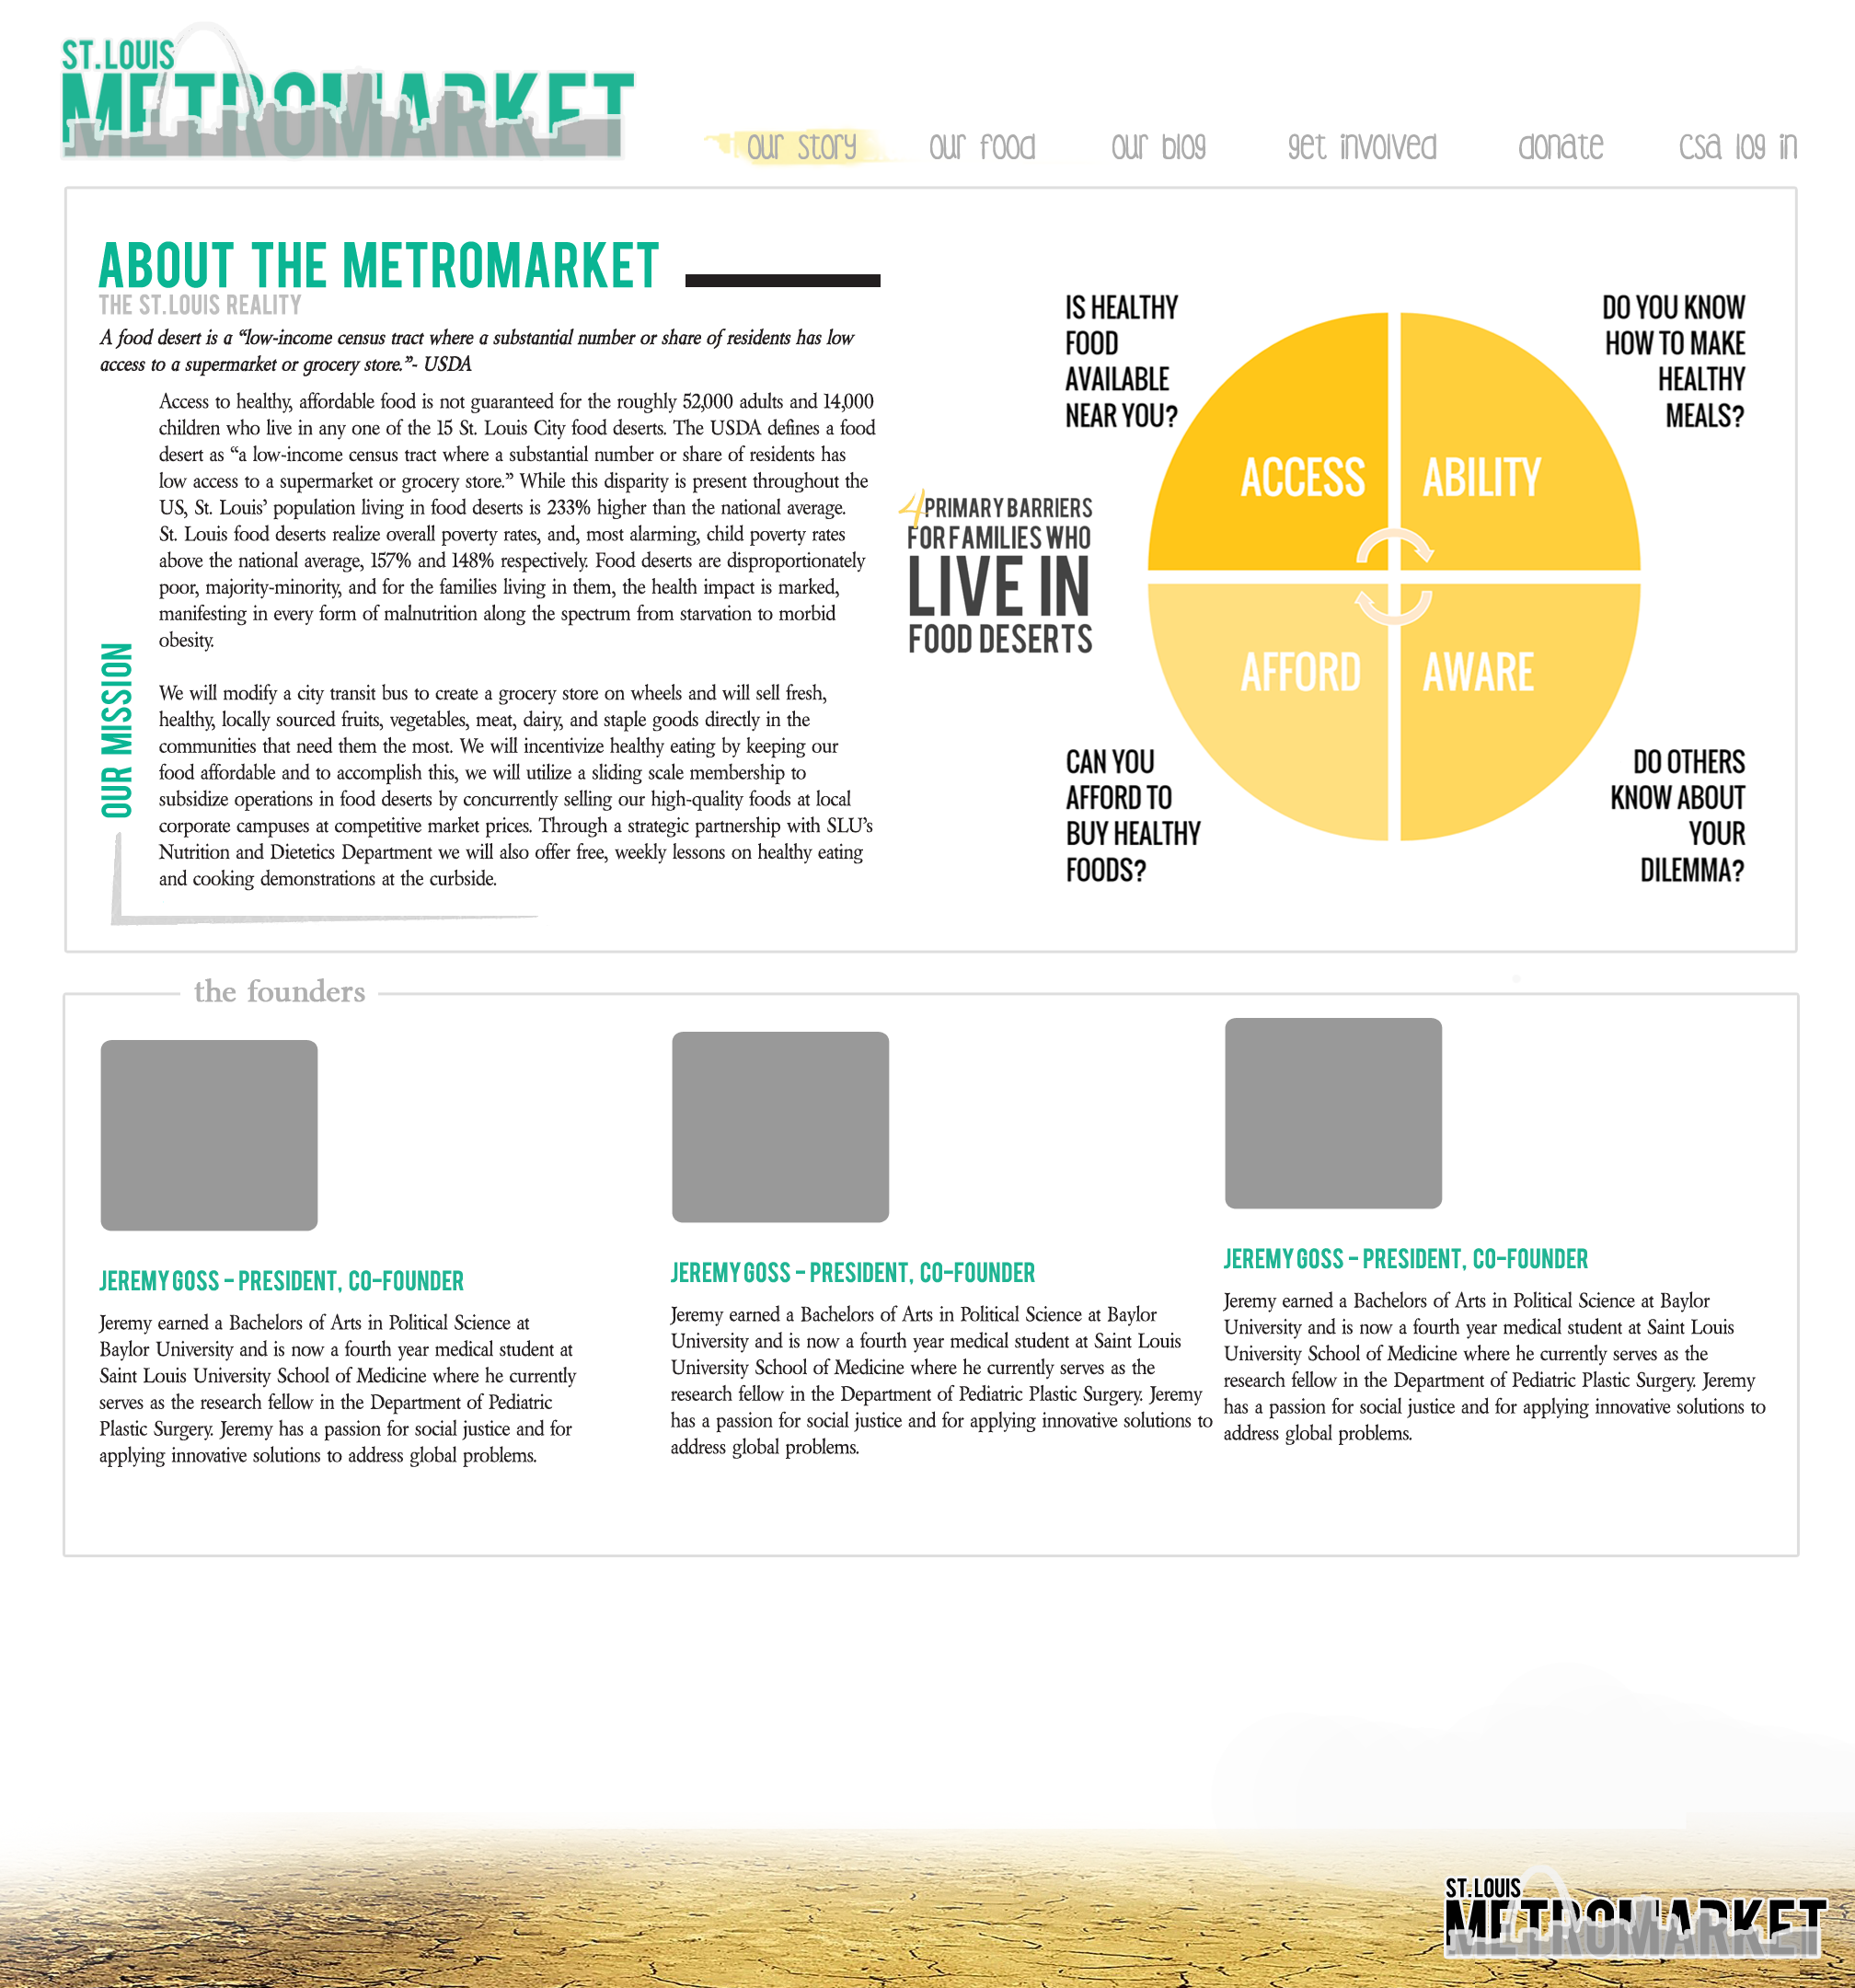 ST.LOUIS
METROMARKET
our story
our food
our blog
get involved
donate
csa log in
ABOUT THE METROMARKET
THE ST.LOUIS REALITY
A food desert is a “low-income census tract where a substantial number or share of residents has low
access to a supermarket or grocery store.”- USDA
Access to healthy, affordable food is not guaranteed for the roughly 52,000 adults and 14,000
children who live in any one of the 15 St. Louis City food deserts. The USDA defines a food
desert as “a low-income census tract where a substantial number or share of residents has
low access to a supermarket or grocery store.” While this disparity is present throughout the
US, St. Louis’ population living in food deserts is 233% higher than the national average.
St. Louis food deserts realize overall poverty rates, and, most alarming, child poverty rates
above the national average, 157% and 148% respectively. Food deserts are disproportionately
poor, majority-minority, and for the families living in them, the health impact is marked,
manifesting in every form of malnutrition along the spectrum from starvation to morbid
obesity.
OUR MISSION
We will modify a city transit bus to create a grocery store on wheels and will sell fresh,
healthy, locally sourced fruits, vegetables, meat, dairy, and staple goods directly in the
communities that need them the most. We will incentivize healthy eating by keeping our
food affordable and to accomplish this, we will utilize a sliding scale membership to
subsidize operations in food deserts by concurrently selling our high-quality foods at local
corporate campuses at competitive market prices. Through a strategic partnership with SLU’s
Nutrition and Dietetics Department we will also offer free, weekly lessons on healthy eating
and cooking demonstrations at the curbside.
4 PRIMARY BARRIERS
FOR FAMILIES WHO
LIVE IN
FOOD DESERTS
IS HEALTHY
FOOD
AVAILABLE
NEAR YOU?
DO YOU KNOW
HOW TO MAKE
HEALTHY
MEALS?
ACCESS
ABILITY
AFFORD
AWARE
CAN YOU
AFFORD TO
BUY HEALTHY
FOODS?
DO OTHERS
KNOW ABOUT
YOUR
DILEMMA?
the founders
JEREMY GOSS - PRESIDENT, CO-FOUNDER
Jeremy earned a Bachelors of Arts in Political Science at
Baylor University and is now a fourth year medical student at
Saint Louis University School of Medicine where he currently
serves as the research fellow in the Department of Pediatric
Plastic Surgery. Jeremy has a passion for social justice and for
applying innovative solutions to address global problems.
JEREMY GOSS - PRESIDENT, CO-FOUNDER
Jeremy earned a Bachelors of Arts in Political Science at Baylor
University and is now a fourth year medical student at Saint Louis
University School of Medicine where he currently serves as the
research fellow in the Department of Pediatric Plastic Surgery. Jeremy
has a passion for social justice and for applying innovative solutions to
address global problems.
JEREMY GOSS - PRESIDENT, CO-FOUNDER
Jeremy earned a Bachelors of Arts in Political Science at Baylor
University and is now a fourth year medical student at Saint Louis
University School of Medicine where he currently serves as the
research fellow in the Department of Pediatric Plastic Surgery. Jeremy
has a passion for social justice and for applying innovative solutions to
address global problems.
ST.LOUIS
METROMARKET